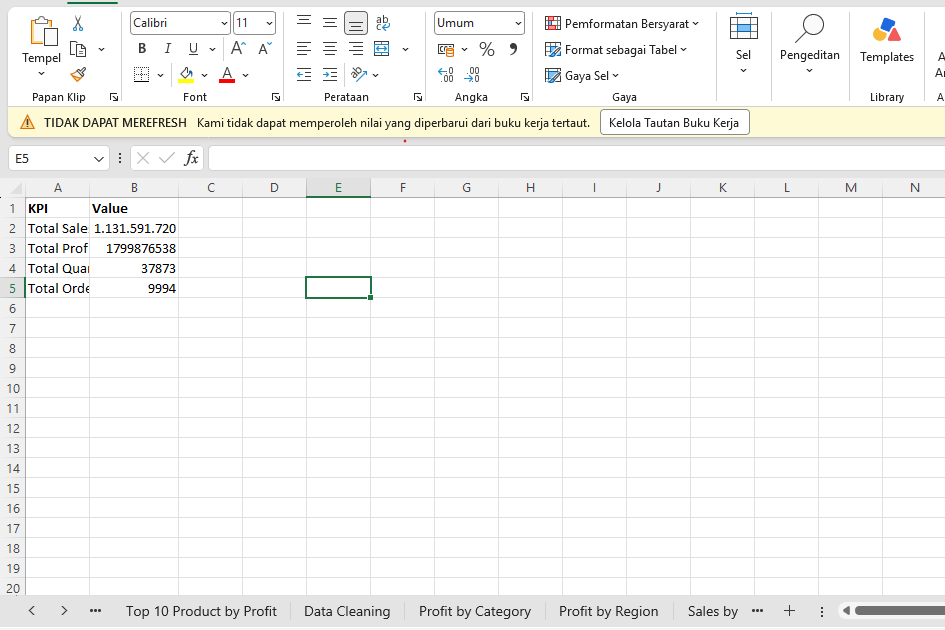 Calibri 11 Umum Pemformatan Bersyarat
B I U A A Format sebagai Tabel
Tempel Gaya Sel Sel Pengeditan Templates
Papan Klip Font Perataan Angka Gaya Library
TIDAK DAPAT MEREFRESH Kami tidak dapat memperoleh nilai yang diperbarui dari buku kerja tertaut. Kelola Tautan Buku Kerja
E5 fx
A B C D E F G H I J K L M N
1 KPI Value
2 Total Sale 1.131.591.720
3 Total Prof 1799876538
4 Total Qua 37873
5 Total Orde 9994
6
7
8
9
10
11
12
13
14
15
16
17
18
19
20
Top 10 Product by Profit Data Cleaning Profit by Category Profit by Region Sales by